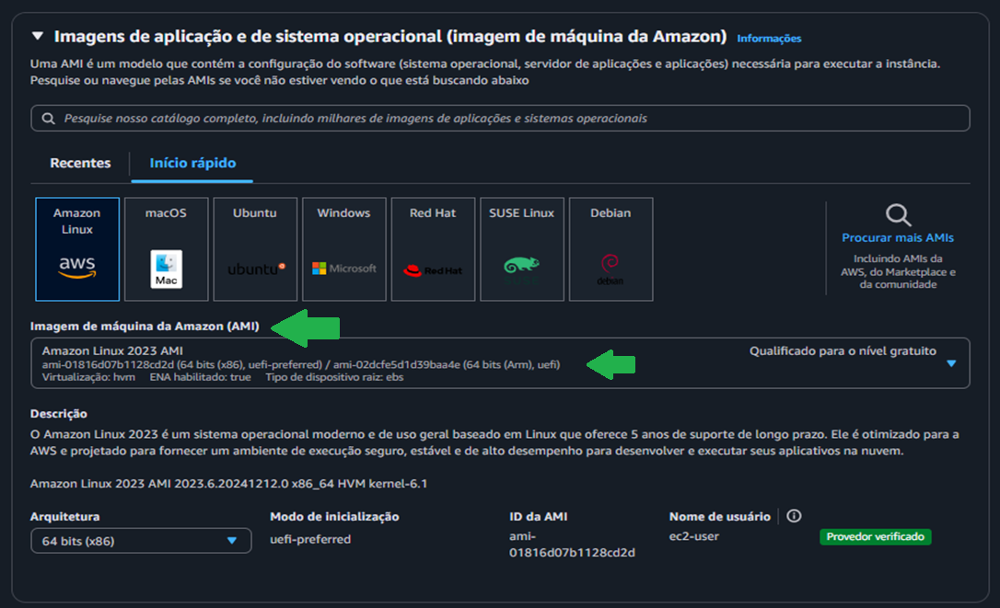 Imagens de aplicação e de sistema operacional (imagem de máquina da Amazon) Informações
Uma AMI é um modelo que contém a configuração do software (sistema operacional, servidor de aplicações e aplicações) necessária para executar a instância.
Pesquise ou navegue pelas AMIs se você não estiver vendo o que está buscando abaixo
Pesquise nosso catálogo completo, incluindo milhares de imagens de aplicações e sistemas operacionais
Recentes
Início rápido
Amazon
Linux
aws
macOS
Mac
Ubuntu
ubuntu
Windows
Microsoft
Red Hat
Red Hat
SUSE Linux
Debian
debian
Procurar mais AMIs
Incluindo AMIs da
AWS, do Marketplace e
da comunidade
Imagem de máquina da Amazon (AMI)
Amazon Linux 2023 AMI
Qualificado para o nível gratuito
ami-01816d07b1128cd2d (64 bits (x86), uefi-preferred) / ami-02dcfe5d1d39baa4e (64 bits (Arm), uefi)
Virtualização: hvm ENA habilitado: true Tipo de dispositivo raiz: ebs
Descrição
O Amazon Linux 2023 é um sistema operacional moderno e de uso geral baseado em Linux que oferece 5 anos de suporte de longo prazo. Ele é otimizado para a
AWS e projetado para fornecer um ambiente de execução seguro, estável e de alto desempenho para desenvolver e executar seus aplicativos na nuvem.
Amazon Linux 2023 AMI 2023.6.20241212.0 x86_64 HVM kernel-6.1
Arquitetura
64 bits (x86)
Modo de inicialização
uefi-preferred
ID da AMI
ami-
01816d07b1128cd2d
Nome de usuário
ec2-user
Provedor verificado